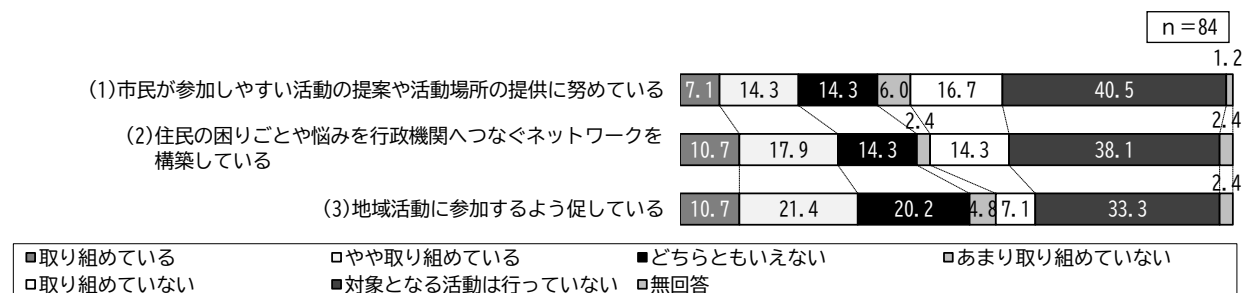 n=84
1.2
(1)市民が参加しやすい活動の提案や活動場所の提供に努めている 7.1 14.3 14.3 6.0 16.7 40.5
2.4 2.4
(2)住民の困りごとや悩みを行政機関へつなぐネットワークを
構築している 10.7 17.9 14.3 14.3 38.1
2.4
(3)地域活動に参加するよう促している 10.7 21.4 20.2 4.8 7.1 33.3
■取り組めている □やや取り組めている ■どちらともいえない □あまり取り組めていない
□取り組めていない ■対象となる活動は行っていない □無回答